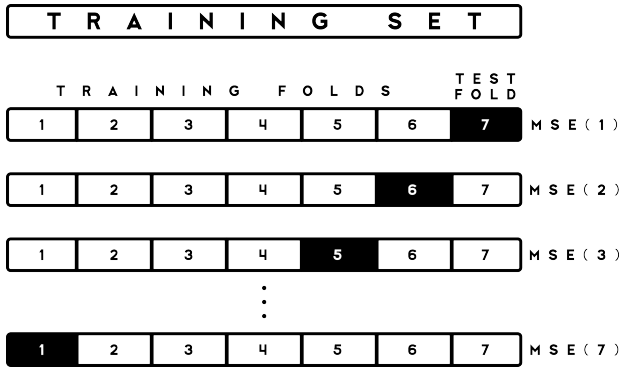 TRAINING SET
TRAINING FOLDS TEST FOLD
1 2 3 4 5 6 7 MSE(1)
1 2 3 4 5 6 7 MSE(2)
1 2 3 4 5 6 7 MSE(3)
1 2 3 4 5 6 7 MSE(7)